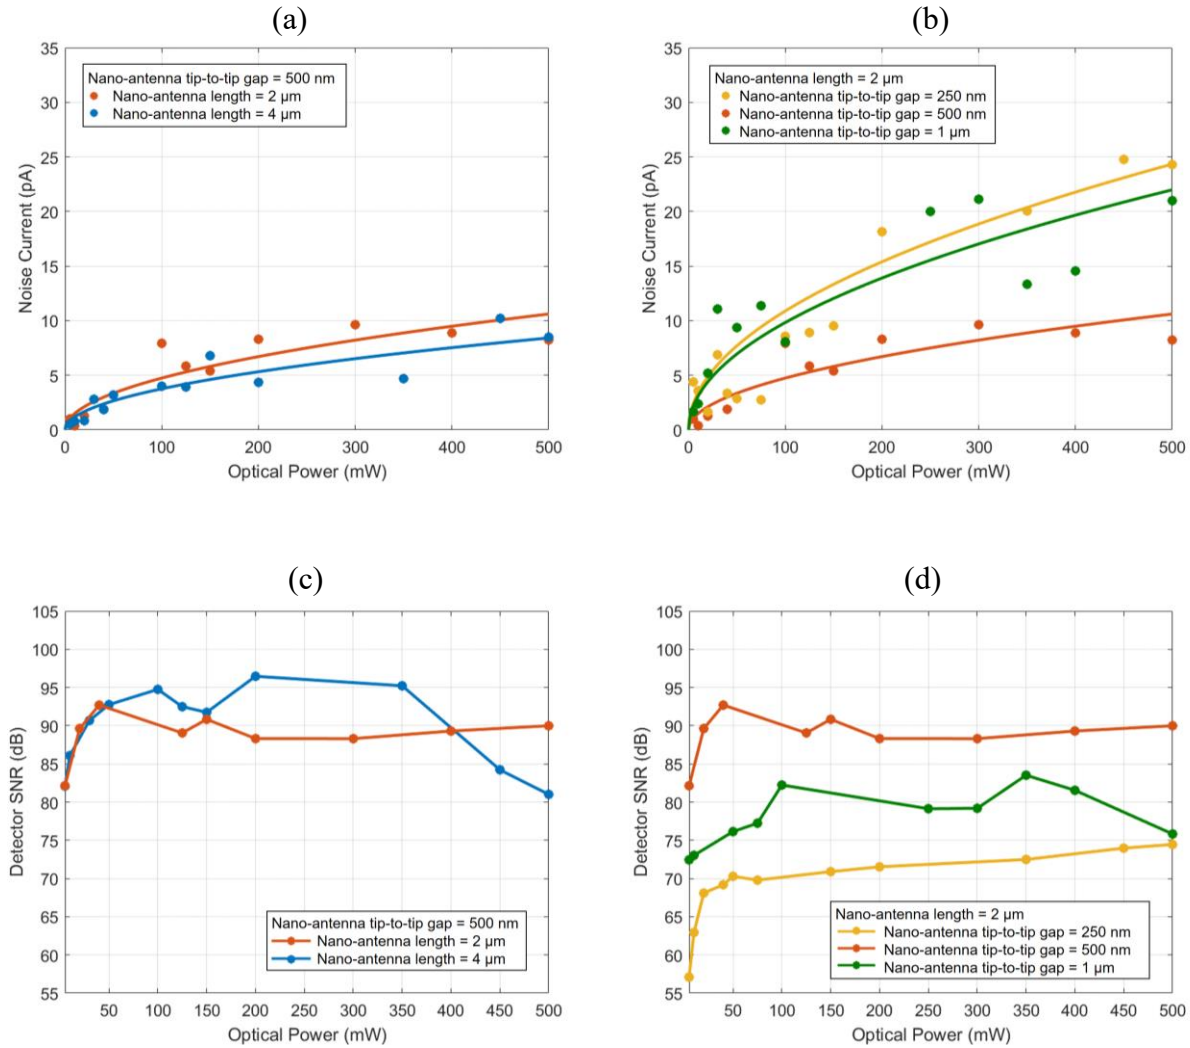 (a)
35
30
25
20
15
10
5
0
Noise Current (pA)
Nano-antenna tip-to-tip gap = 500 nm
Nano-antenna length = 2 μm
Nano-antenna length = 4 μm
0 100 200 300 400 500
Optical Power (mW)
(b)
35
30
25
20
15
10
5
0
Noise Current (pA)
Nano-antenna length = 2 μm
Nano-antenna tip-to-tip gap = 250 nm
Nano-antenna tip-to-tip gap = 500 nm
Nano-antenna tip-to-tip gap = 1 μm
0 100 200 300 400 500
Optical Power (mW)
(c)
105
100
95
90
85
80
75
70
65
60
55
Detector SNR (dB)
Nano-antenna tip-to-tip gap = 500 nm
Nano-antenna length = 2 μm
Nano-antenna length = 4 μm
50 100 150 200 250 300 350 400 450 500
Optical Power (mW)
(d)
105
100
95
90
85
80
75
70
65
60
55
Detector SNR (dB)
Nano-antenna length = 2 μm
Nano-antenna tip-to-tip gap = 250 nm
Nano-antenna tip-to-tip gap = 500 nm
Nano-antenna tip-to-tip gap = 1 μm
50 100 150 200 250 300 350 400 450 500
Optical Power (mW)